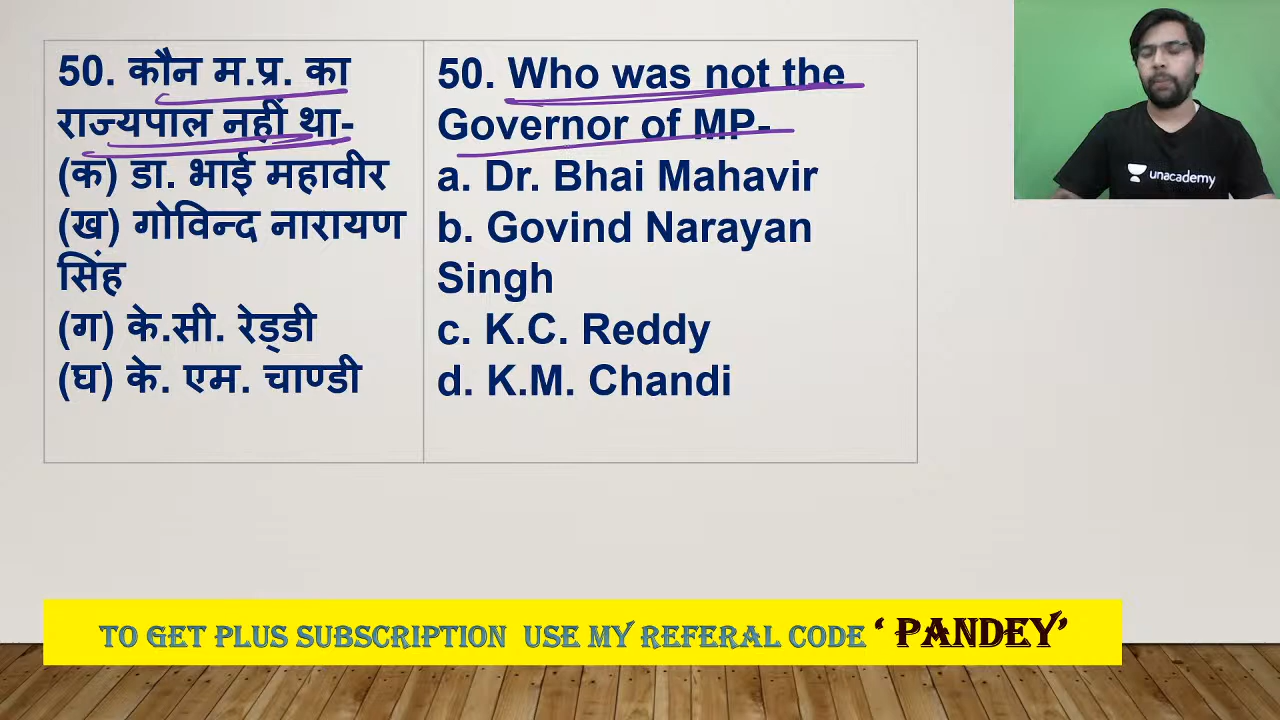 50. कौन म.प्र. का
राज्यपाल नहीं था-
(क) डा. भाई महावीर
(ख) गोविन्द नारायण
सिंह
(ग) के.सी. रेड्डी
(घ) के. एम. चाण्डी
50. Who was not the
Governor of MP-
a. Dr. Bhai Mahavir
b. Govind Narayan
Singh
c. K.C. Reddy
d. K.M. Chandi
unacademy
TO GET PLUS SUBSCRIPTION USE MY REFERAL CODE ‘ PANDEY’